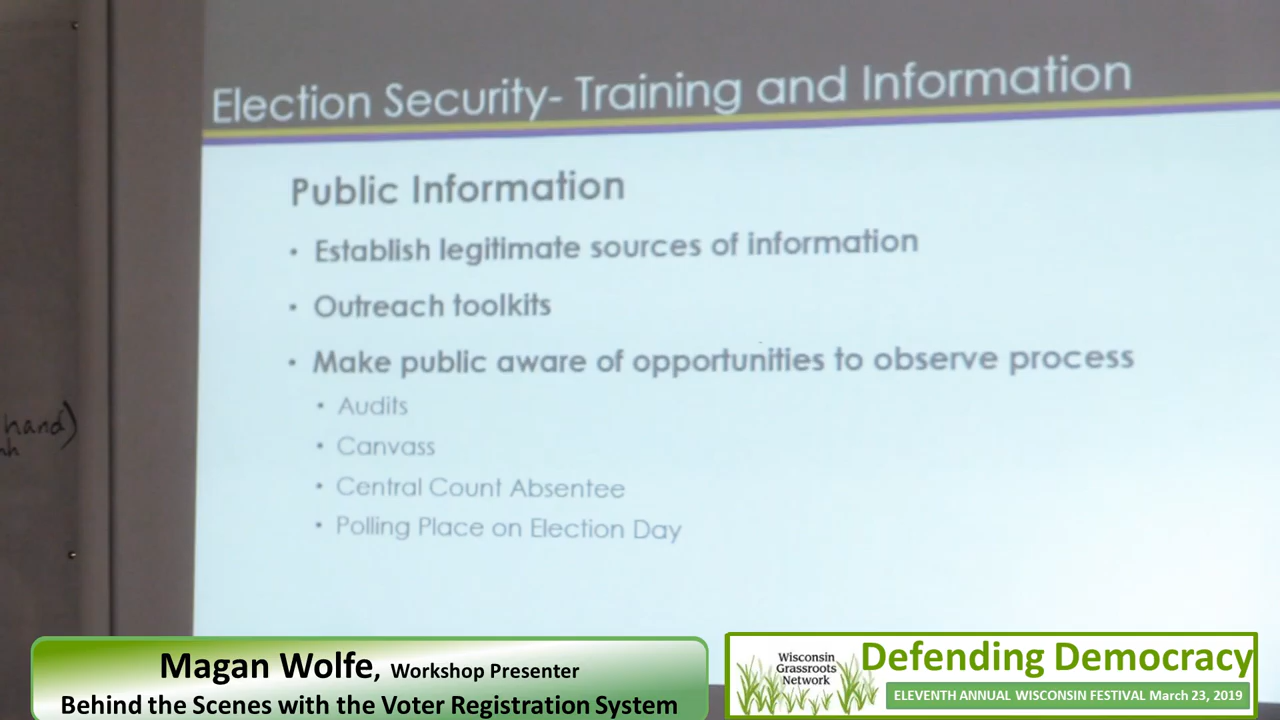 Election Security- Training and Information
Public Information
• Establish legitimate sources of information
• Outreach toolkits
• Make public aware of opportunities to observe process
• Audits
• Canvass
• Central Count Absentee
• Polling Place on Election Day
hand)
Magan Wolfe, Workshop Presenter
Behind the Scenes with the Voter Registration System
Wisconsin
Grassroots
Network
Defending Democracy
ELEVENTH ANNUAL WISCONSIN FESTIVAL March 23, 2019